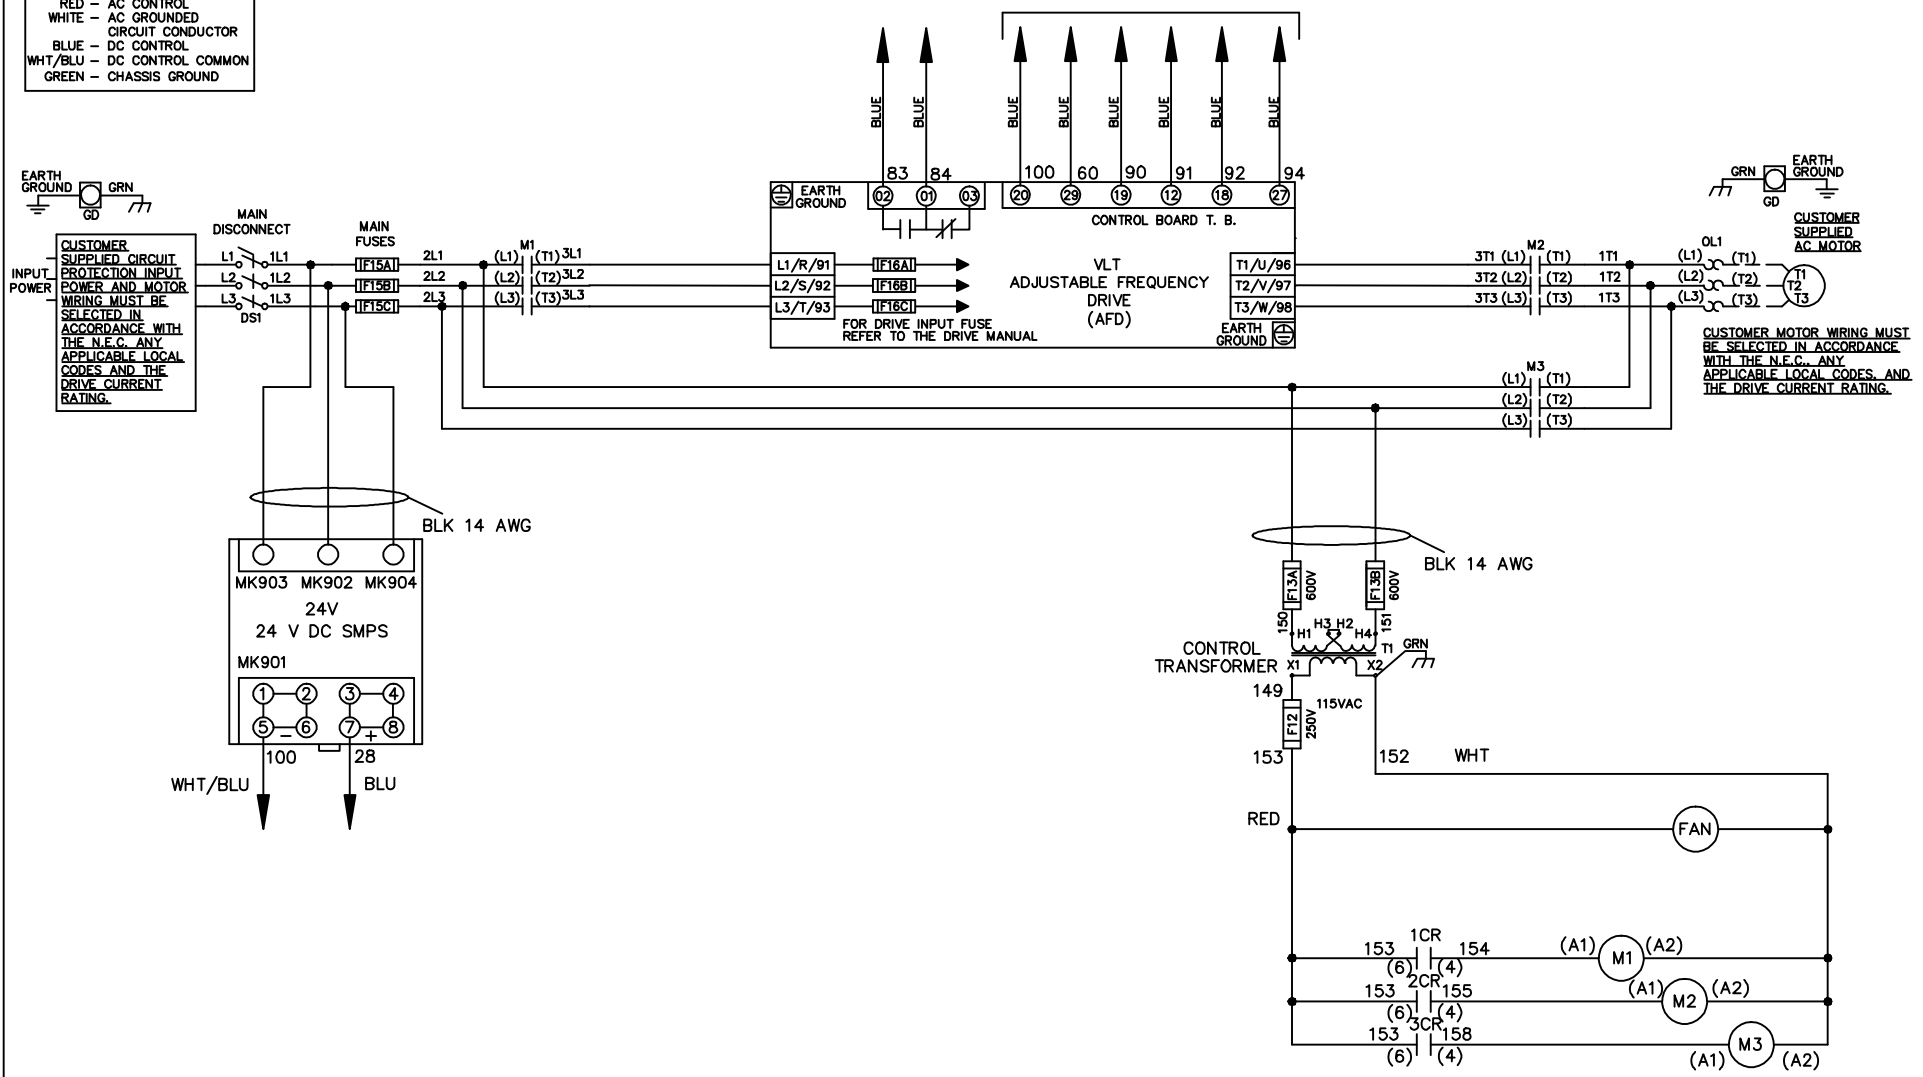 RED – AC CONTROL
WHITE – AC GROUNDED
CIRCUIT CONDUCTOR
BLUE – DC CONTROL
WHT/BLU – DC CONTROL COMMON
GREEN – CHASSIS GROUND
BLUE
BLUE
BLUE
BLUE
BLUE
BLUE
BLUE
BLUE
83
84
100
60
90
91
92
94
EARTH
GROUND
GRN
GD
MAIN
DISCONNECT
MAIN
FUSES
INPUT
POWER
CUSTOMER
SUPPLIED CIRCUIT
PROTECTION INPUT
POWER AND MOTOR
WIRING MUST BE
SELECTED IN
ACCORDANCE WITH
THE N.E.C. ANY
APPLICABLE LOCAL
CODES AND THE
DRIVE CURRENT
RATING.
L1 1L1
L2 1L2
L3 1L3
DS1
F15A
F15B
F15C
2L1
2L2
2L3
M1
(L1) (T1) 3L1
(L2) (T2) 3L2
(L3) (T3) 3L3
EARTH
GROUND
02 01 03
20 29 19 12 18 27
CONTROL BOARD T. B.
L1/R/91
L2/S/92
L3/T/93
F16A
F16B
F16C
FOR DRIVE INPUT FUSE
REFER TO THE DRIVE MANUAL
VLT
ADJUSTABLE FREQUENCY
DRIVE
(AFD)
T1/U/96
T2/V/97
T3/W/98
EARTH
GROUND
M2
3T1 (L1) (T1) 1T1
3T2 (L2) (T2) 1T2
3T3 (L3) (T3) 1T3
OL1
(L1) (T1)
(L2) (T2)
(L3) (T3)
T1
T2
T3
GRN
EARTH
GROUND
GD
CUSTOMER
SUPPLIED
AC MOTOR
CUSTOMER MOTOR WIRING MUST
BE SELECTED IN ACCORDANCE
WITH THE N.E.C., ANY
APPLICABLE LOCAL CODES, AND
THE DRIVE CURRENT RATING.
M3
(L1) (T1)
(L2) (T2)
(L3) (T3)
BLK 14 AWG
MK903 MK902 MK904
24V
24 V DC SMPS
MK901
1 2 3 4
5 6 7 8
– +
100
28
WHT/BLU
BLU
BLK 14 AWG
F13A
600V
F13B
600V
150
151
H1 H3 H2 H4
T1
GRN
CONTROL
TRANSFORMER
X1 X2
149
115VAC
F12
250V
153
152
WHT
RED
FAN
1CR
153 154
(6) (4)
(A1) M1 (A2)
2CR
153 155
(6) (4)
(A1) M2 (A2)
3CR
153 158
(6) (4)
(A1) M3 (A2)